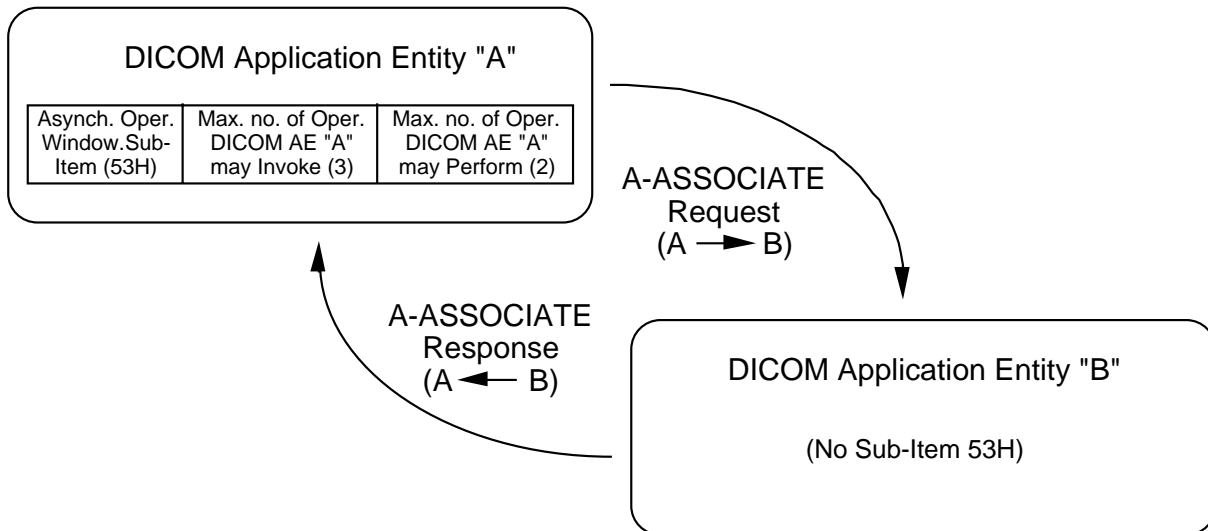 DICOM Application Entity "A"
Asynch. Oper.
Window.Sub-
Item (53H)
Max. no. of Oper.
DICOM AE "A"
may Invoke (3)
Max. no. of Oper.
DICOM AE "A"
may Perform (2)
A-ASSOCIATE
Request
(A B)
A-ASSOCIATE
Response
(A B)
DICOM Application Entity "B"
(No Sub-Item 53H)